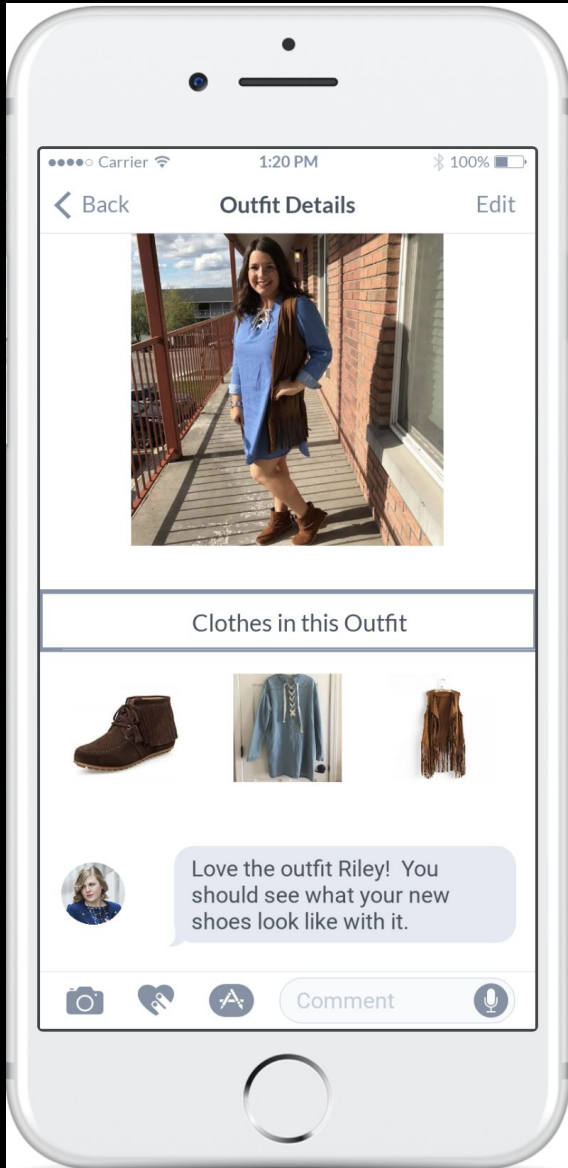 Carrier 1:20 PM 100%
Back Outfit Details Edit
Clothes in this Outfit
Love the outfit Riley!  You
should see what your new
shoes look like with it.
Comment